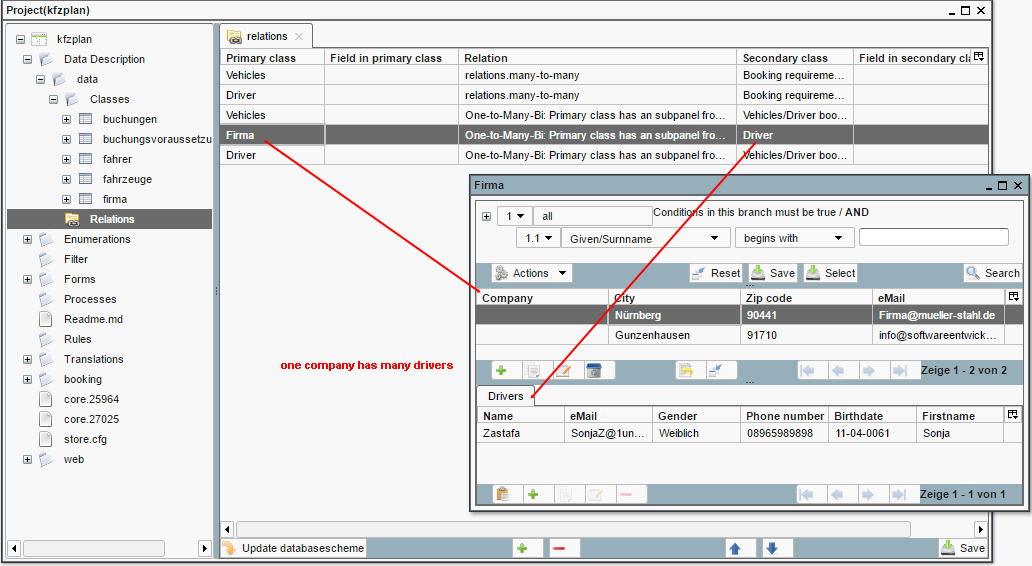 Project(kfzplan)
kfzplan
Data Description
data
Classes
buchungen
buchungsvoraussetzu
fahrer
fahrzeuge
firma
Relations
Enumerations
Filter
Forms
Processes
Readme.md
Rules
Translations
booking
core.25964
core.27025
store.cfg
web
relations
Primary class Field in primary class Relation Secondary class Field in secondary cla
Vehicles relations.many-to-many Booking requireme...
Driver relations.many-to-many Booking requireme...
Vehicles One-to-Many-Bi: Primary class has an subpanel fro... Vehicles/Driver boo...
Firma One-to-Many-Bi: Primary class has an subpanel fro... Driver
Driver One-to-Many-Bi: Primary class has an subpanel fro... Vehicles/Driver boo...
one company has many drivers
Firma
1 all Conditions in this branch must be true / AND
1.1 Given/Surnname begins with
Actions Reset Save Select Search
Company City Zip code eMail
Nürnberg 90441 Firma@mueller-stahl.de
Gunzenhausen 91710 info@softwareentwick...
Zeige 1 - 2 von 2
Drivers
Name eMail Gender Phone number Birthdate Firstname
Zastafa SonjaZ@1un... Weiblich 08965989898 11-04-0061 Sonja
Zeige 1 - 1 von 1
Update databasescheme Save